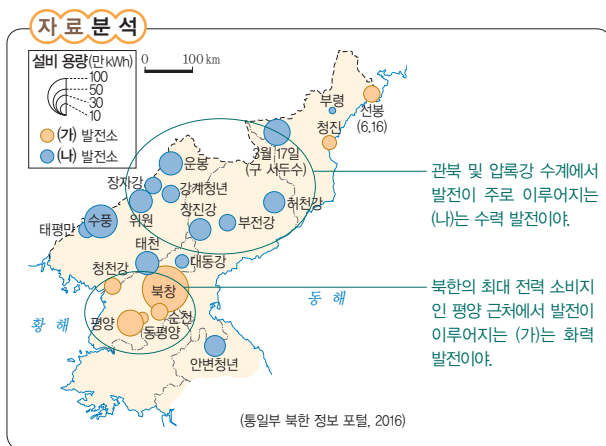 자료분석
설비 용량(만kWh)
100
50
30
10
(가) 발전소
(나) 발전소
0 100 km
부령
선봉
(6.16)
청진
3월 17일
(구 서두수)
운봉
장자강
강계청년
위원
장진강
부전강
허천강
수풍
태평만
태천
대동강
청천강
북창
순천
평양
동평양
안변청년
황해
동해
관북 및 압록강 수계에서
발전이 주로 이루어지는
(나)는 수력 발전이야.
북한의 최대 전력 소비지
인 평양 근처에서 발전이
이루어지는 (가)는 화력
발전이야.
(통일부 북한 정보 포털, 2016)